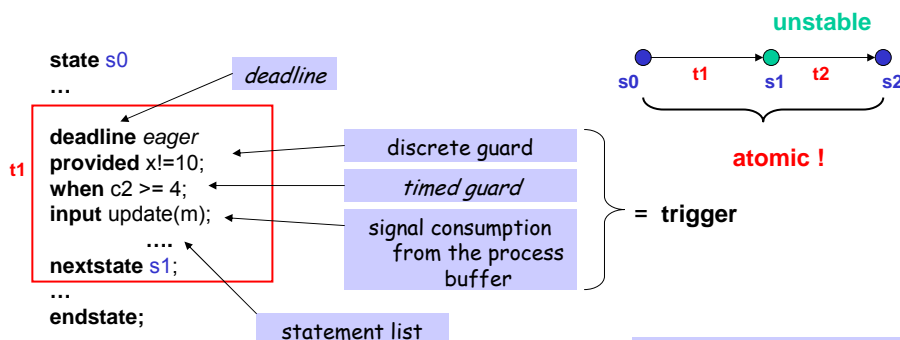 state s0
…
t1
deadline eager
provided x!=10;
when c2 >= 4;
input update(m);
….
nextstate s1;
…
endstate;
deadline
discrete guard
timed guard
signal consumption
from the process
buffer
statement list
= trigger
unstable
t1 t2
s0 s1 s2
atomic !